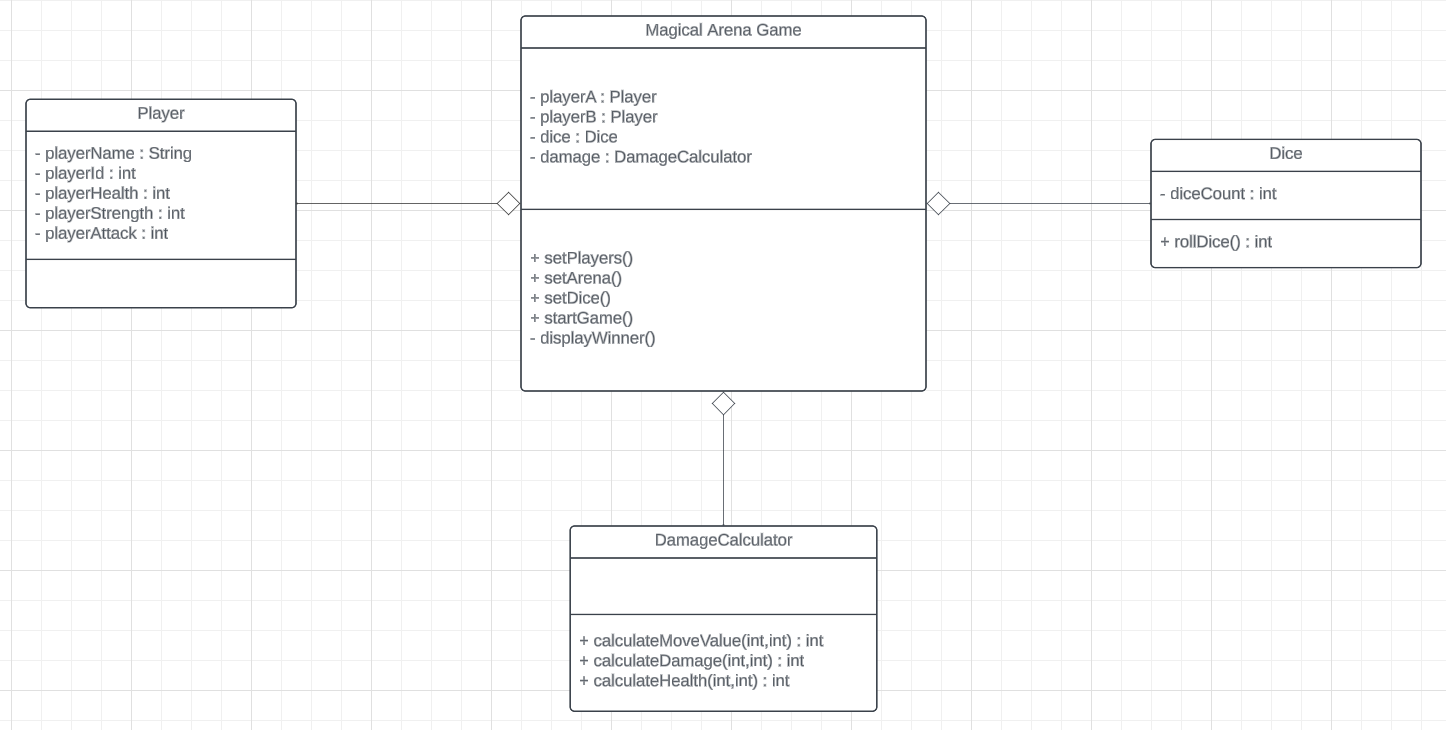 Magical Arena Game
- playerA : Player
- playerB : Player
- dice : Dice
- damage : DamageCalculator
+ setPlayers()
+ setArena()
+ setDice()
+ startGame()
- displayWinner()
Player
- playerName : String
- playerId : int
- playerHealth : int
- playerStrength : int
- playerAttack : int
Dice
- diceCount : int
+ rollDice() : int
DamageCalculator
+ calculateMoveValue(int,int) : int
+ calculateDamage(int,int) : int
+ calculateHealth(int,int) : int